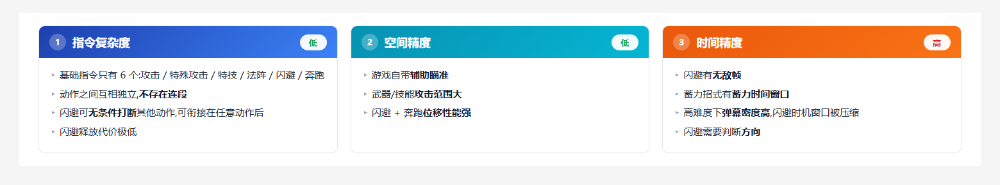 1 指令复杂度 低
基础指令只有 6 个:攻击 / 特殊攻击 / 特技 / 法阵 / 闪避 / 奔跑
动作之间互相独立,不存在连段
闪避可无条件打断其他动作,可衔接在任意动作后
闪避释放代价极低
2 空间精度 低
游戏自带辅助瞄准
武器/技能攻击范围大
闪避 + 奔跑位移性能强
3 时间精度 高
闪避有无敌帧
蓄力招式有蓄力时间窗口
高难度下弹幕密度高,闪避时机窗口被压缩
闪避需要判断方向